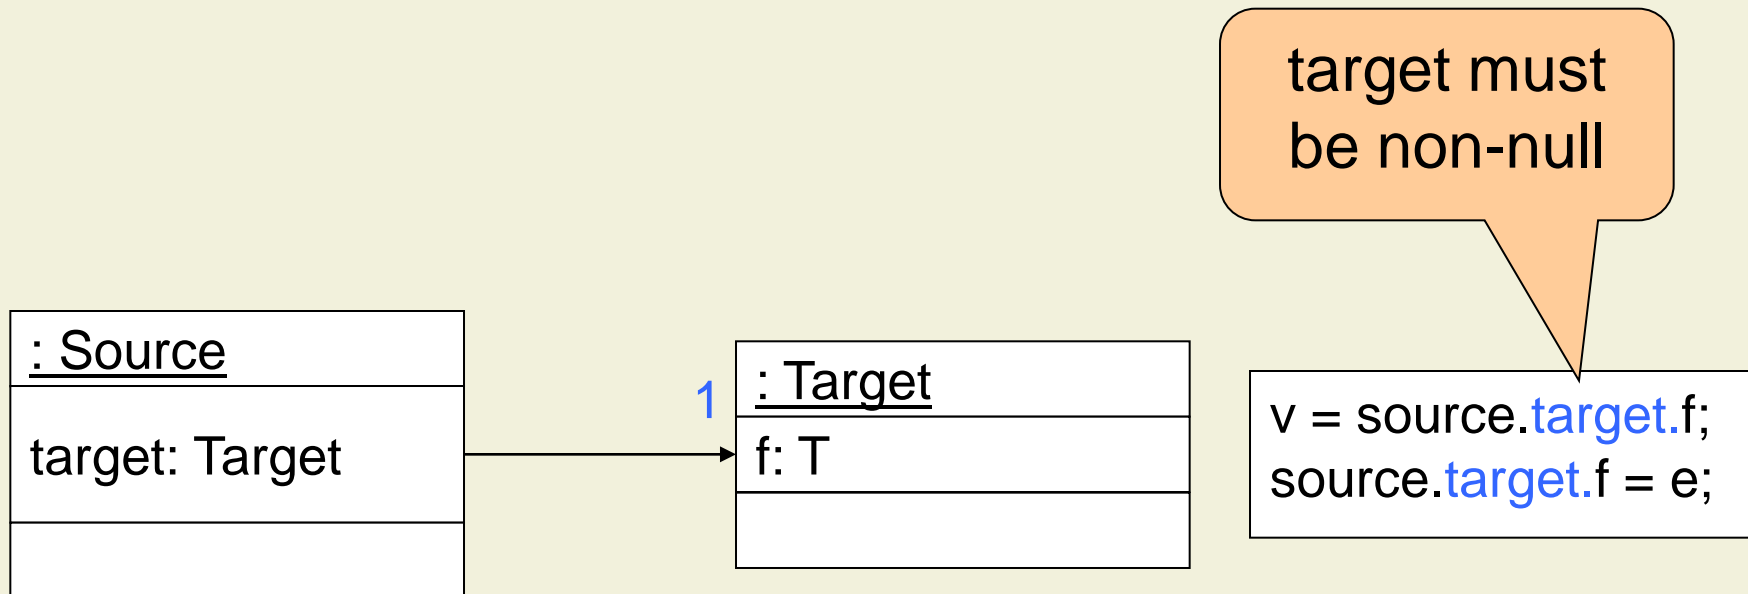 target must
be non-null
: Source
target: Target
1
: Target
f: T
v = source.target.f;
source.target.f = e;